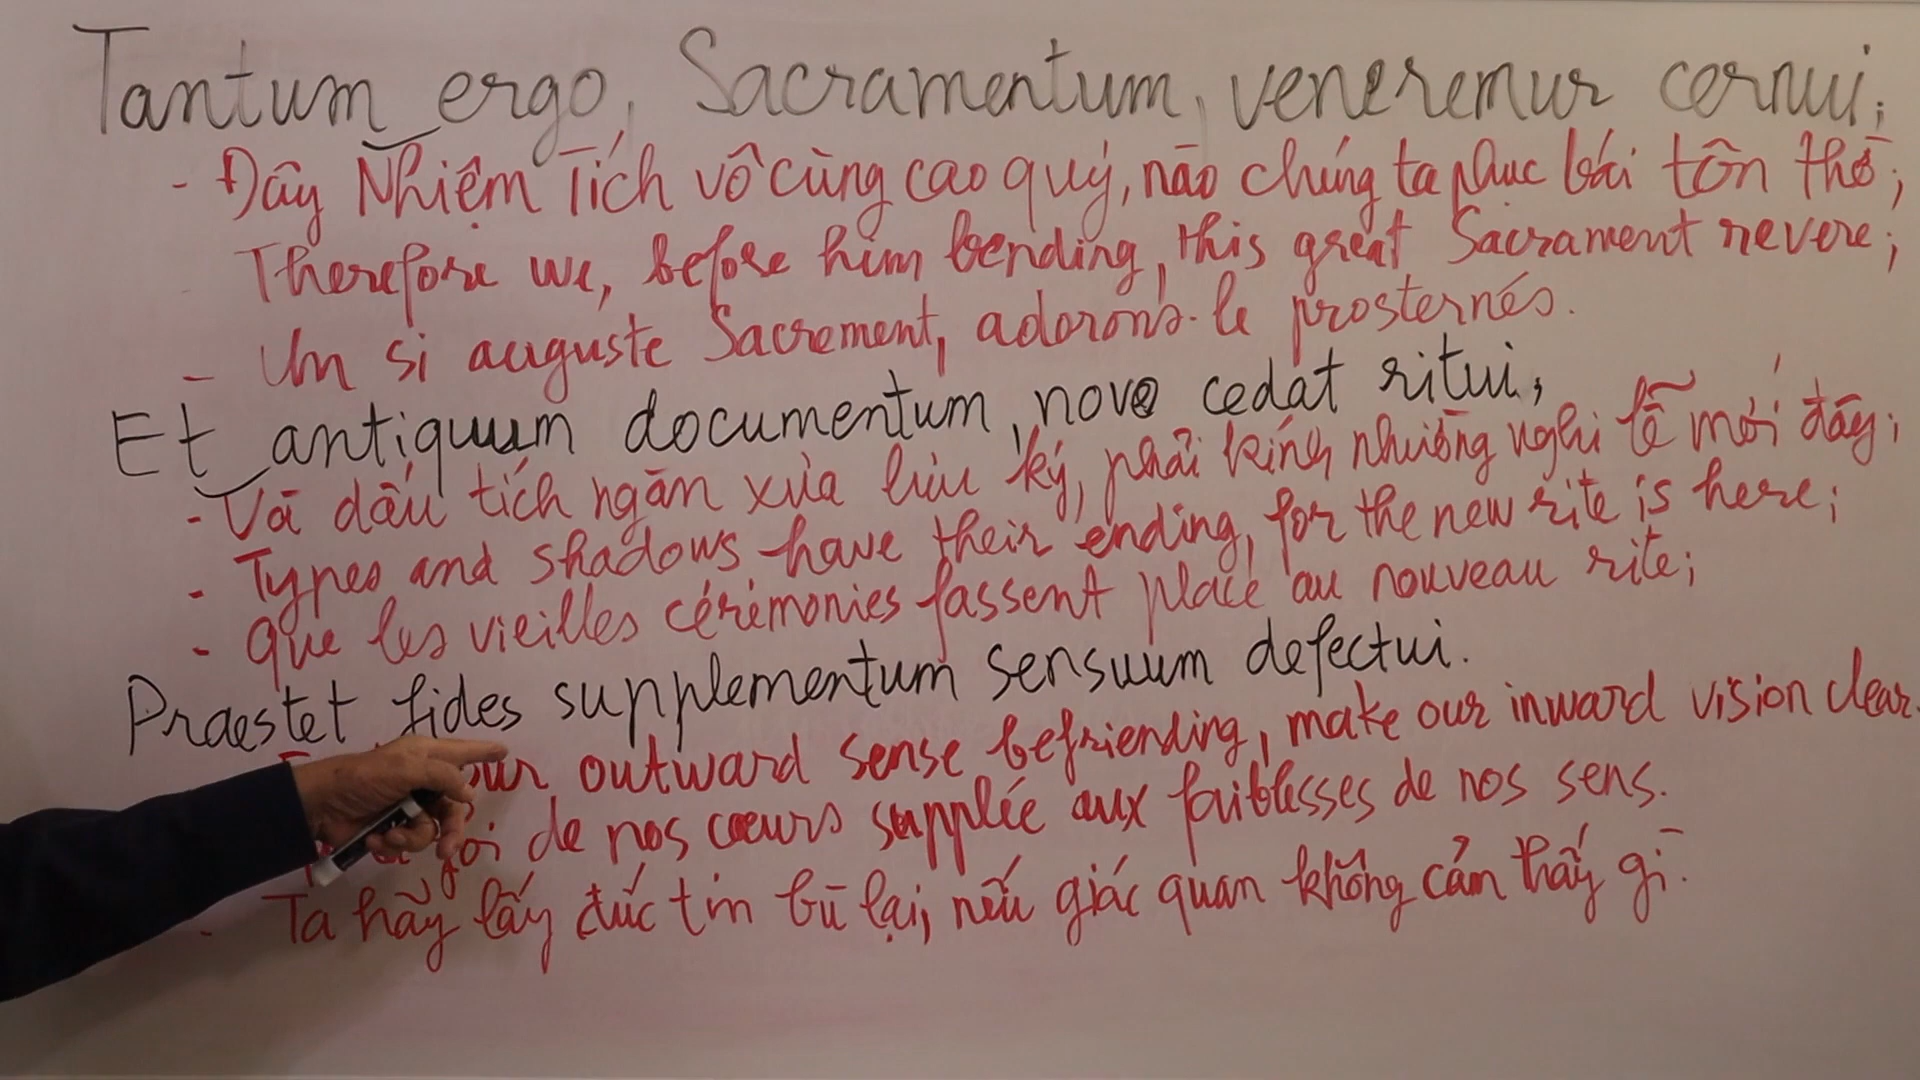 Tantum ergo, Sacramentum, veneremur cernui;
- Đây Nhiệm Tích vô cùng cao quý, nào chúng ta phục bái tôn thờ;
Therefore we, before him bending, this great Sacrament revere;
- Un si auguste Sacrement, adorons-le prosternés.
Et antiquum documentum, novo cedat ritui;
- Và dấu tích ngàn xưa lưu ký, phải kính nhường nghi lễ mới đây;
- Types and shadows have their ending, for the new rite is here;
- Que les vieilles cérémonies fassent place au nouveau rite;
Praestet fides supplementum sensuum defectui.
our outward sense befriending, make our inward vision clear.
foi de nos cœurs supplée aux faiblesses de nos sens.
- Ta hãy lấy đức tin bù lại, nếu giác quan không cảm thấy gì.